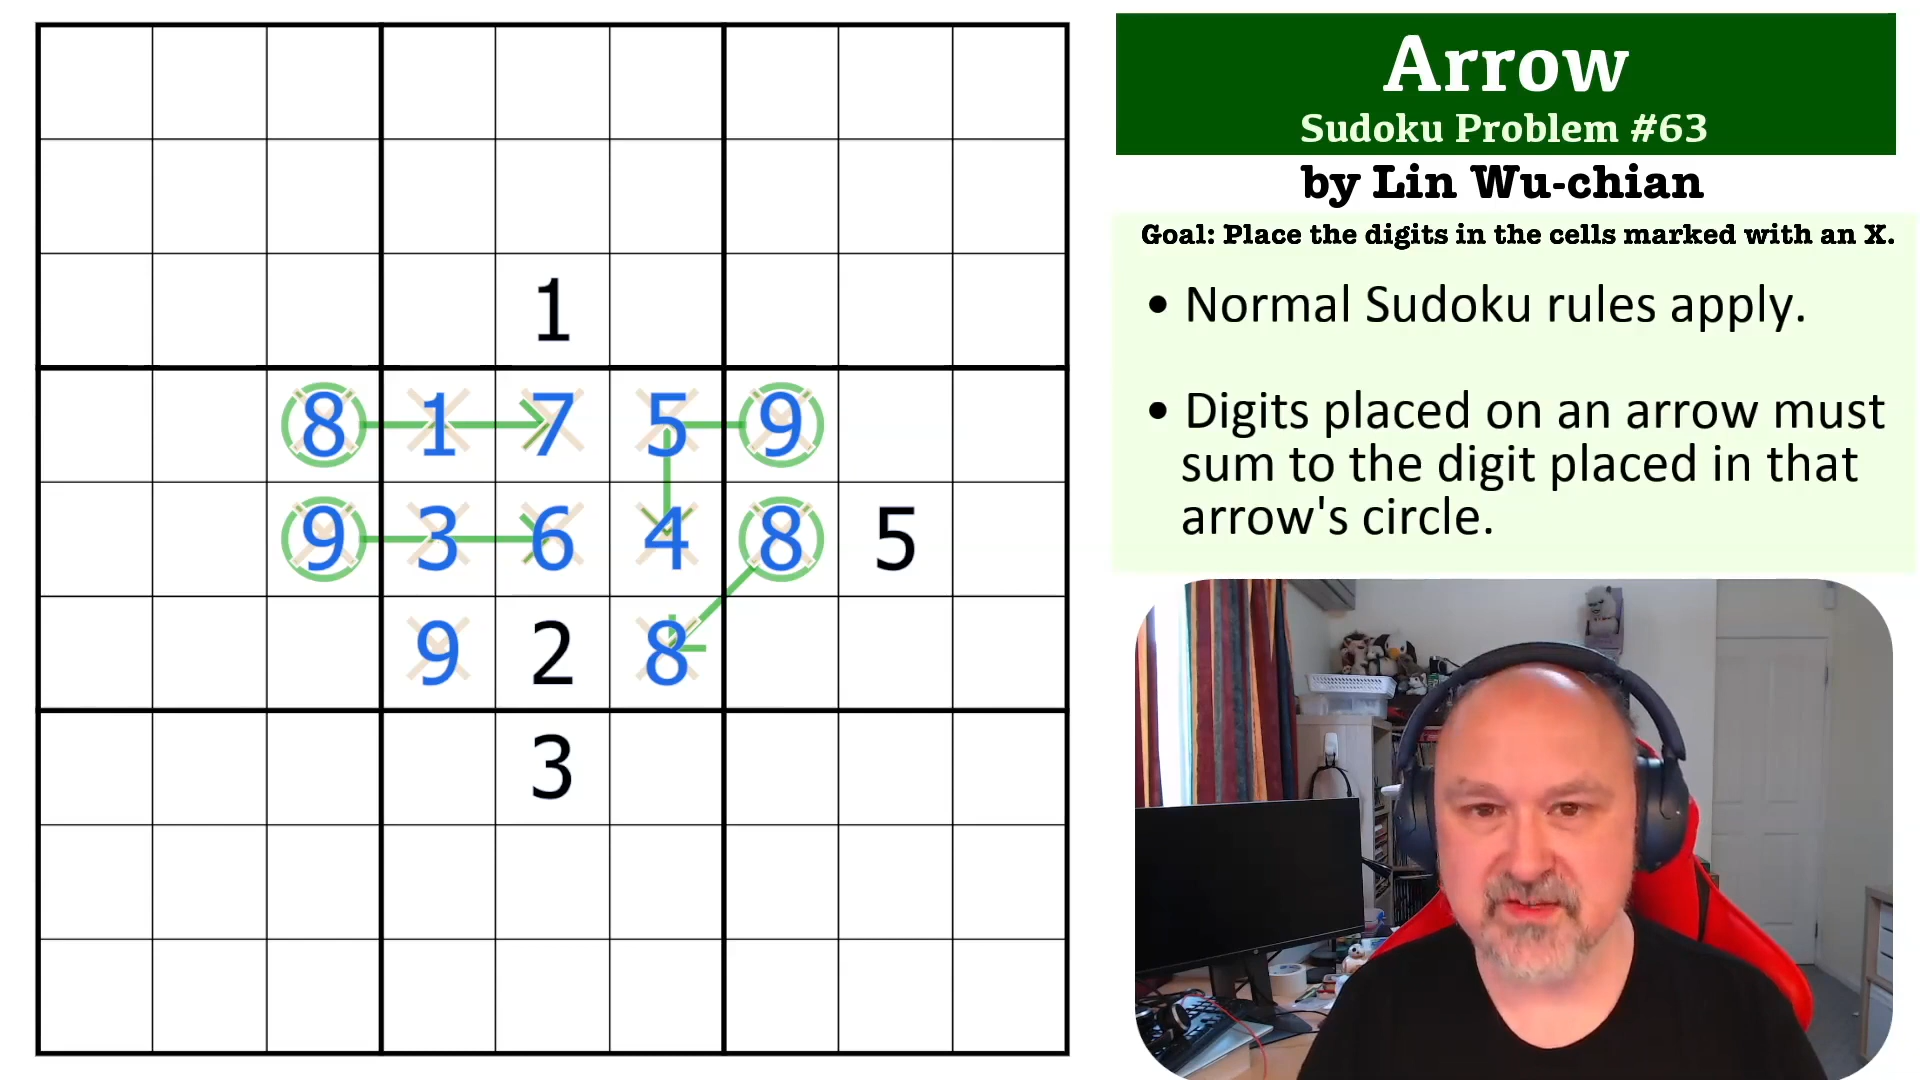 Arrow
Sudoku Problem #63
by Lin Wu-chian
Goal: Place the digits in the cells marked with an X.
• Normal Sudoku rules apply.
• Digits placed on an arrow must
sum to the digit placed in that
arrow's circle.
1
8 1 7 5 9
9 3 6 4 8 5
9 2 8
3